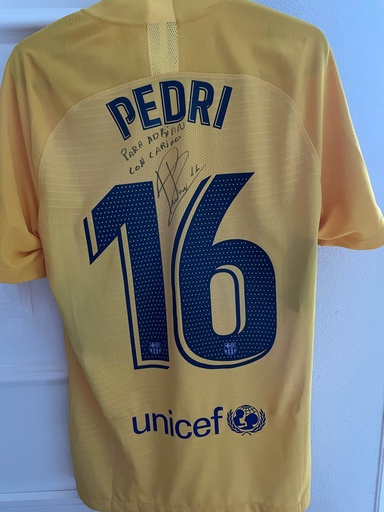 PEDRI
PARA ADRIAN
CON CARIÑO
16
unicef